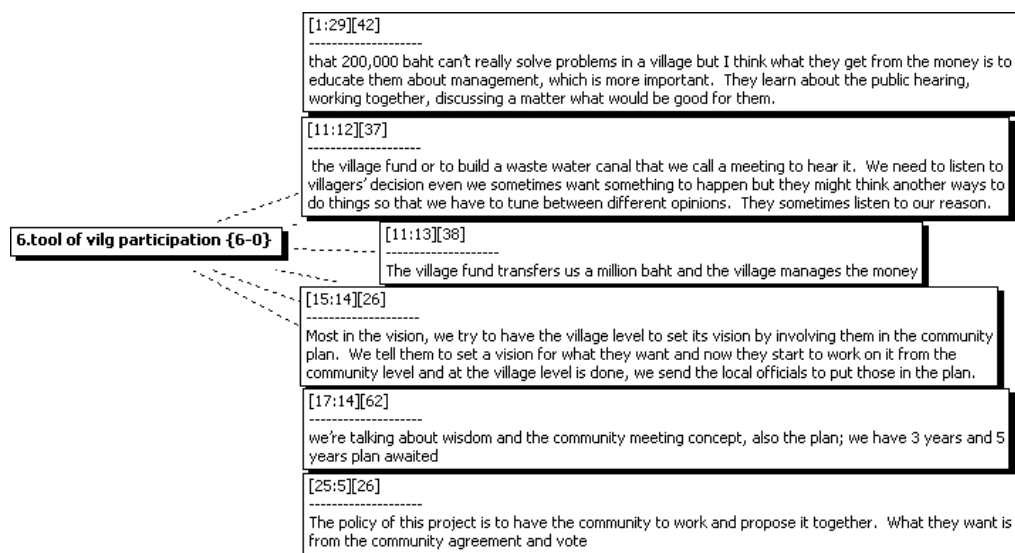 [1:29][42]
--------------------
that 200,000 baht can't really solve problems in a village but I think what they get from the money is to
educate them about management, which is more important.  They learn about the public hearing,
working together, discussing a matter what would be good for them.
[11:12][37]
--------------------
the village fund or to build a waste water canal that we call a meeting to hear it.  We need to listen to
villagers' decision even we sometimes want something to happen but they might think another ways to
do things so that we have to tune between different opinions.  They sometimes listen to our reason.
6.tool of vilg participation {6-0}
[11:13][38]
--------------------
The village fund transfers us a million baht and the village manages the money
[15:14][26]
--------------------
Most in the vision, we try to have the village level to set its vision by involving them in the community
plan.  We tell them to set a vision for what they want and now they start to work on it from the
community level and at the village level is done, we send the local officials to put those in the plan.
[17:14][62]
--------------------
we're talking about wisdom and the community meeting concept, also the plan; we have 3 years and 5
years plan awaited
[25:5][26]
--------------------
The policy of this project is to have the community to work and propose it together.  What they want is
from the community agreement and vote